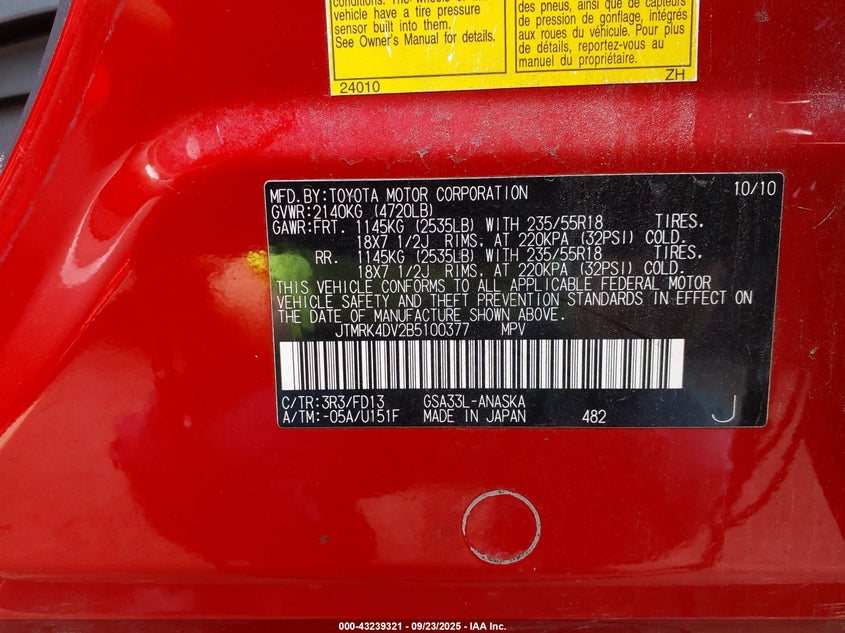 conditions. The wheels of
vehicle have a tire pressure
sensor built into them.
See Owner's Manual for details.
24010
des pneus, ainsi que de capteurs
de pression de gonflage, intégrés
aux roues du véhicule. Pour plus
de détails, reportez-vous au
manuel du propriétaire.
ZH
MFD.BY:TOYOTA MOTOR CORPORATION 10/10
GVWR:2140KG (4720LB)
GAWR:FRT. 1145KG (2535LB) WITH 235/55R18 TIRES.
18X7 1/2J RIMS. AT 220KPA (32PSI) COLD.
RR. 1145KG (2535LB) WITH 235/55R18 TIRES.
18X7 1/2J RIMS. AT 220KPA (32PSI) COLD.
THIS VEHICLE CONFORMS TO ALL APPLICABLE FEDERAL MOTOR
VEHICLE SAFETY AND THEFT PREVENTION STANDARDS IN EFFECT ON
THE DATE OF MANUFACTURE SHOWN ABOVE.
JTMRK4DV2B5100377 MPV
C/TR:3R3/FD13 GSA33L-ANASKA
A/TM:-05A/U151F MADE IN JAPAN 482 J
000-43239321 - 09/23/2025 - IAA Inc.